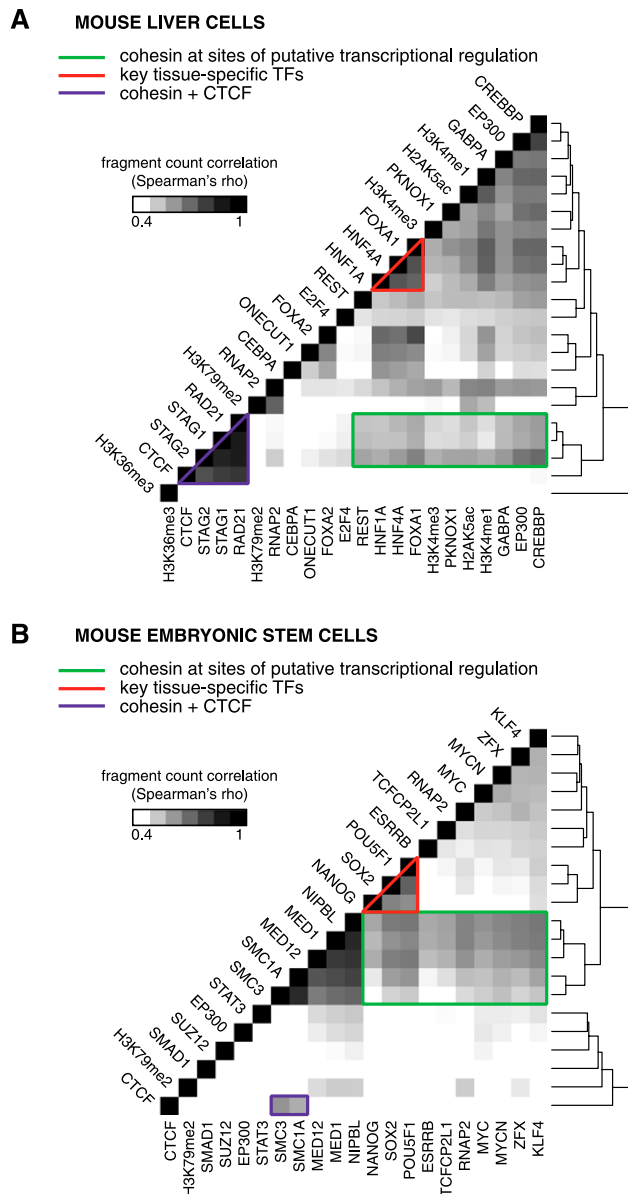 A MOUSE LIVER CELLS
cohesin at sites of putative transcriptional regulation
key tissue-specific TFs
cohesin + CTCF
fragment count correlation
(Spearman's rho)
0.4 1
CREBBP
EP300
GABPA
H3K4me1
H2AK5ac
PKNOX1
H3K4me3
FOXA1
HNF4A
HNF1A
REST
E2F4
FOXA2
ONECUT1
CEBPA
RNAP2
H3K79me2
RAD21
STAG1
STAG2
CTCF
H3K36me3
H3K36me3
CTCF
STAG2
STAG1
RAD21
H3K79me2
RNAP2
CEBPA
ONECUT1
FOXA2
E2F4
REST
HNF1A
HNF4A
FOXA1
H3K4me3
PKNOX1
H2AK5ac
H3K4me1
GABPA
EP300
CREBBP
B MOUSE EMBRYONIC STEM CELLS
cohesin at sites of putative transcriptional regulation
key tissue-specific TFs
cohesin + CTCF
fragment count correlation
(Spearman's rho)
0.4 1
KLF4
ZFX
MYCN
MYC
RNAP2
TCFCP2L1
ESRRB
POU5F1
SOX2
NANOG
NIPBL
MED1
MED12
SMC1A
SMC3
STAT3
EP300
SUZ12
SMAD1
H3K79me2
CTCF
CTCF
H3K79me2
SMAD1
SUZ12
EP300
STAT3
SMC3
SMC1A
MED12
MED1
NIPBL
NANOG
SOX2
POU5F1
ESRRB
TCFCP2L1
RNAP2
MYC
MYCN
ZFX
KLF4